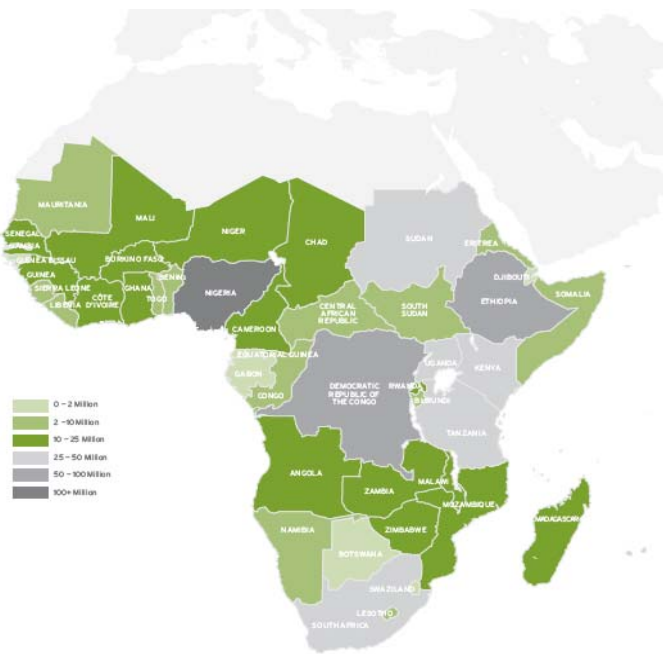 MAURITANIA
MALI
NIGER
CHAD
SUDAN
ERITREA
SENEGAL
GUINEA BISSAU
GUINEA
SIERRA LEONE
LIBERIA
CÔTE
D'IVOIRE
BURKINO FASO
GHANA
TOGO
BENIN
NIGERIA
CAMEROON
CENTRAL
AFRICAN
REPUBLIC
SOUTH
SUDAN
DJIBOUTI
ETHIOPIA
SOMALIA
EQUATORIAL GUINEA
GABON
CONGO
DEMOCRATIC
REPUBLIC OF
THE CONGO
UGANDA
KENYA
RWANDA
BURUNDI
TANZANIA
0 – 2 Million
2 – 10 Million
10 – 25 Million
25 – 50 Million
50 – 100 Million
100+ Million
ANGOLA
ZAMBIA
MALAWI
MOZAMBIQUE
ZIMBABWE
MADAGASCAR
NAMIBIA
BOTSWANA
SWAZILAND
LESOTHO
SOUTH AFRICA